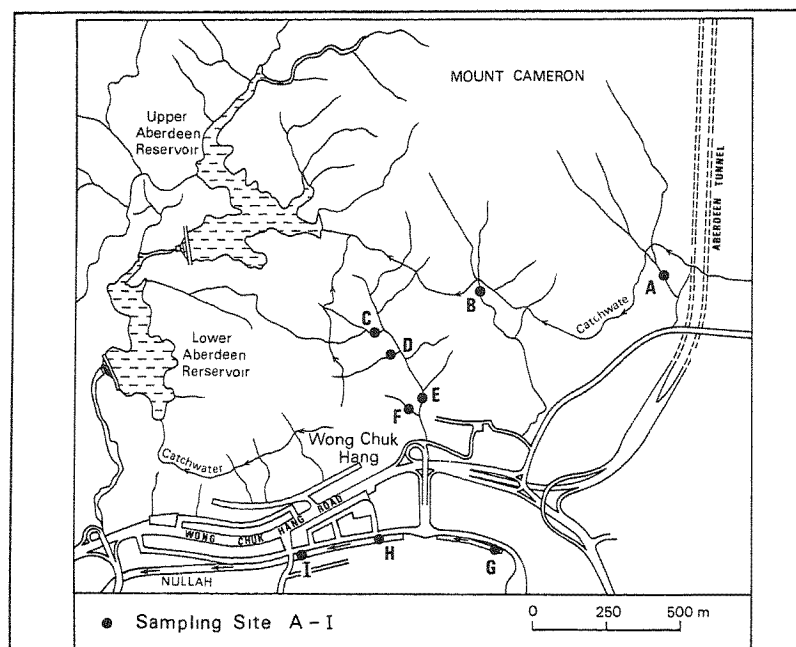 MOUNT CAMERON
Upper
Aberdeen
Reservoir
ABERDEEN TUNNEL
A
B
Catchwate
C
D
Lower
Aberdeen
Rerservoir
E
F
Wong Chuk
Hang
Catchwater
WONG CHUK HANG ROAD
H
I
G
NULLAH
● Sampling Site A - I
0 250 500 m